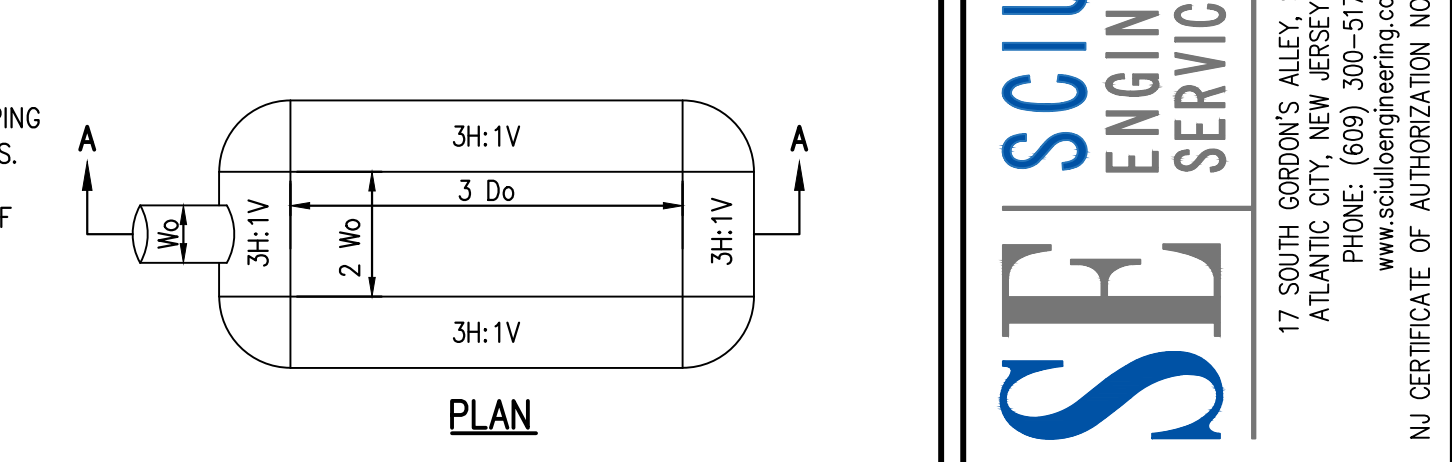 PING
S.
F
A
A
3H:1V
3 Do
Wo
3H:1V
2 Wo
3H:1V
3H:1V
PLAN
SE
ENGIN
SERVIC
17 SOUTH GORDON'S ALLEY,
ATLANTIC CITY, NEW JERSEY
PHONE: (609) 300-517
www.sciulloengineering.co
NJ CERTIFICATE OF AUTHORIZATION NO